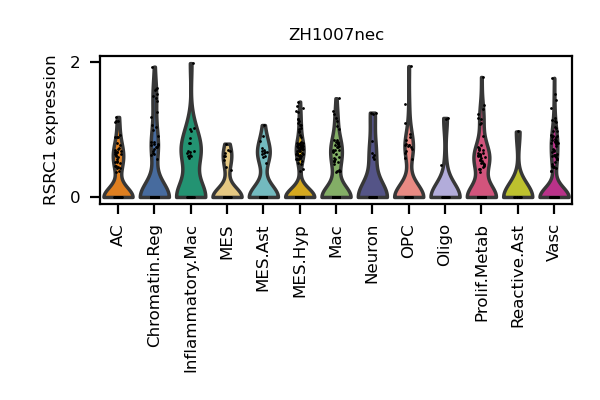 ZH1007nec
RSRC1 expression
2
0
AC
Chromatin.Reg
Inflammatory.Mac
MES
MES.Ast
MES.Hyp
Mac
Neuron
OPC
Oligo
Prolif.Metab
Reactive.Ast
Vasc